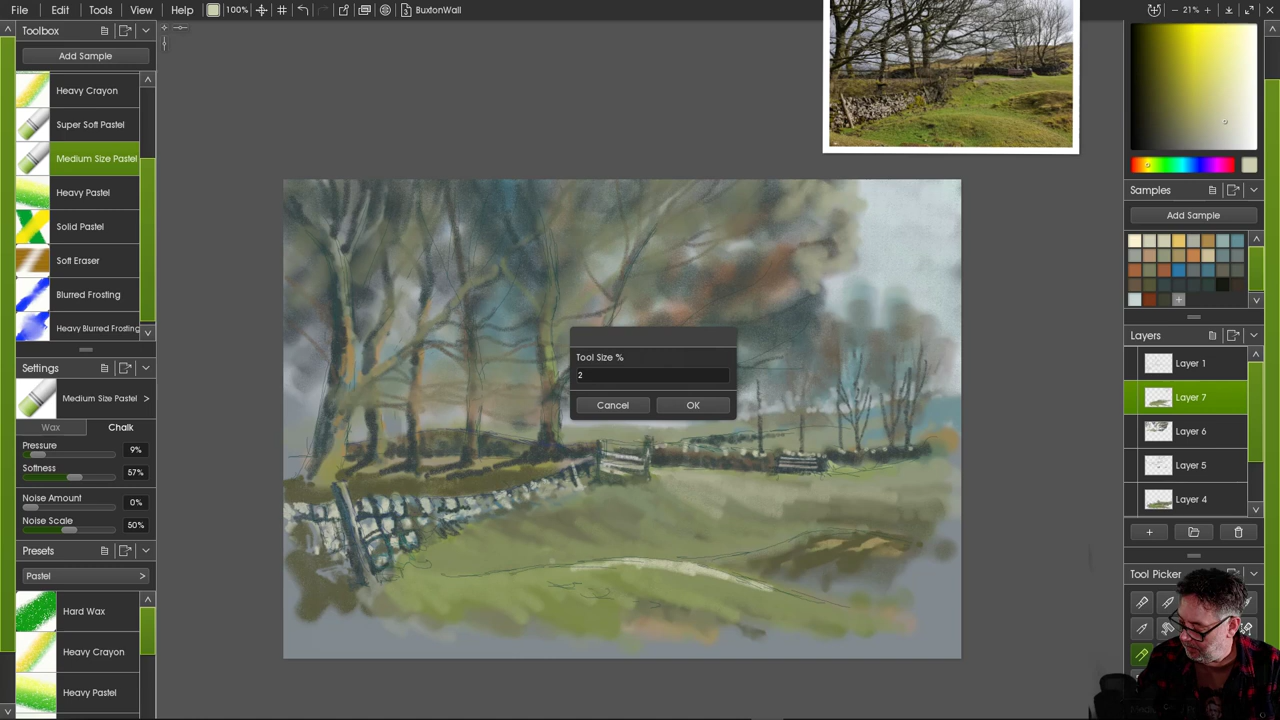 File Edit Tools View Help 100% BuxtonWall 21%
Toolbox
Add Sample
Heavy Crayon
Super Soft Pastel
Medium Size Pastel
Heavy Pastel
Solid Pastel
Soft Eraser
Blurred Frosting
Heavy Blurred Frosting
Settings
Medium Size Pastel >
Wax Chalk
Pressure 9%
Softness 57%
Noise Amount 0%
Noise Scale 50%
Presets
Pastel >
Hard Wax
Heavy Crayon
Heavy Pastel
Tool Size %
2
Cancel OK
Samples
Add Sample
Layers
Layer 1
Layer 7
Layer 6
Layer 5
Layer 4
Tool Picker